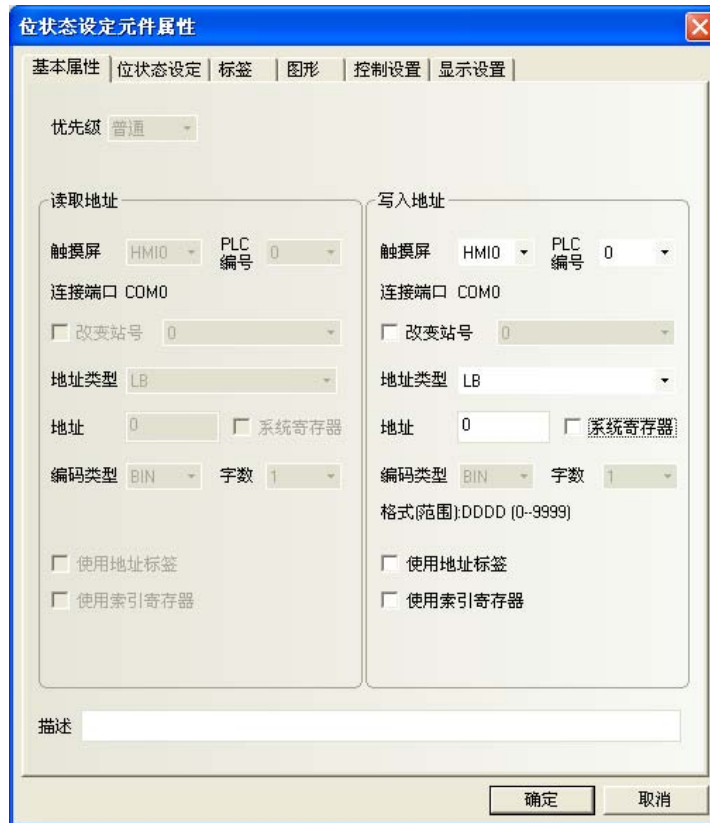 位状态设定元件属性
基本属性 位状态设定 标签 图形 控制设置 显示设置
优先级 普通
读取地址
触摸屏 HMI0 PLC编号 0
连接端口 COM0
改变站号 0
地址类型 LB
地址 0 系统寄存器
编码类型 BIN 字数 1
使用地址标签
使用索引寄存器
写入地址
触摸屏 HMI0 PLC编号 0
连接端口 COM0
改变站号 0
地址类型 LB
地址 0 系统寄存器
编码类型 BIN 字数 1
格式(范围):DDDD (0--9999)
使用地址标签
使用索引寄存器
描述
确定 取消